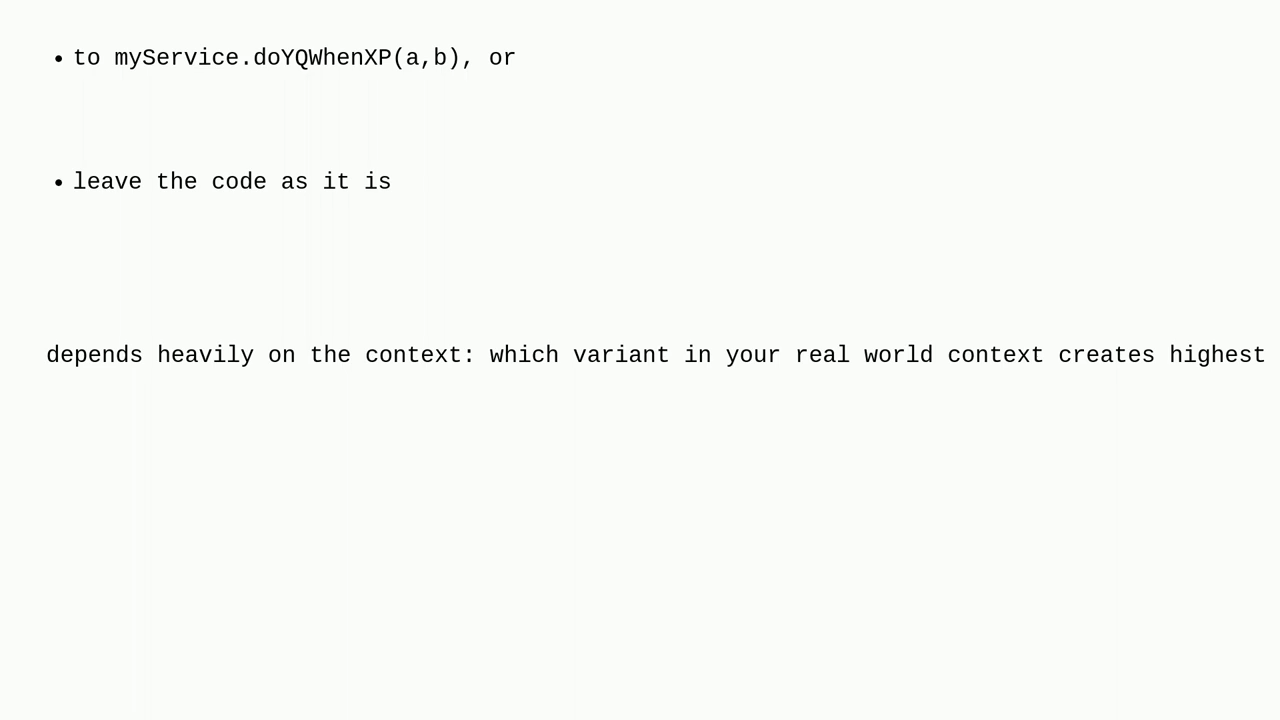 • to myService.doYQWhenXP(a,b), or
• leave the code as it is
depends heavily on the context: which variant in your real world context creates highest